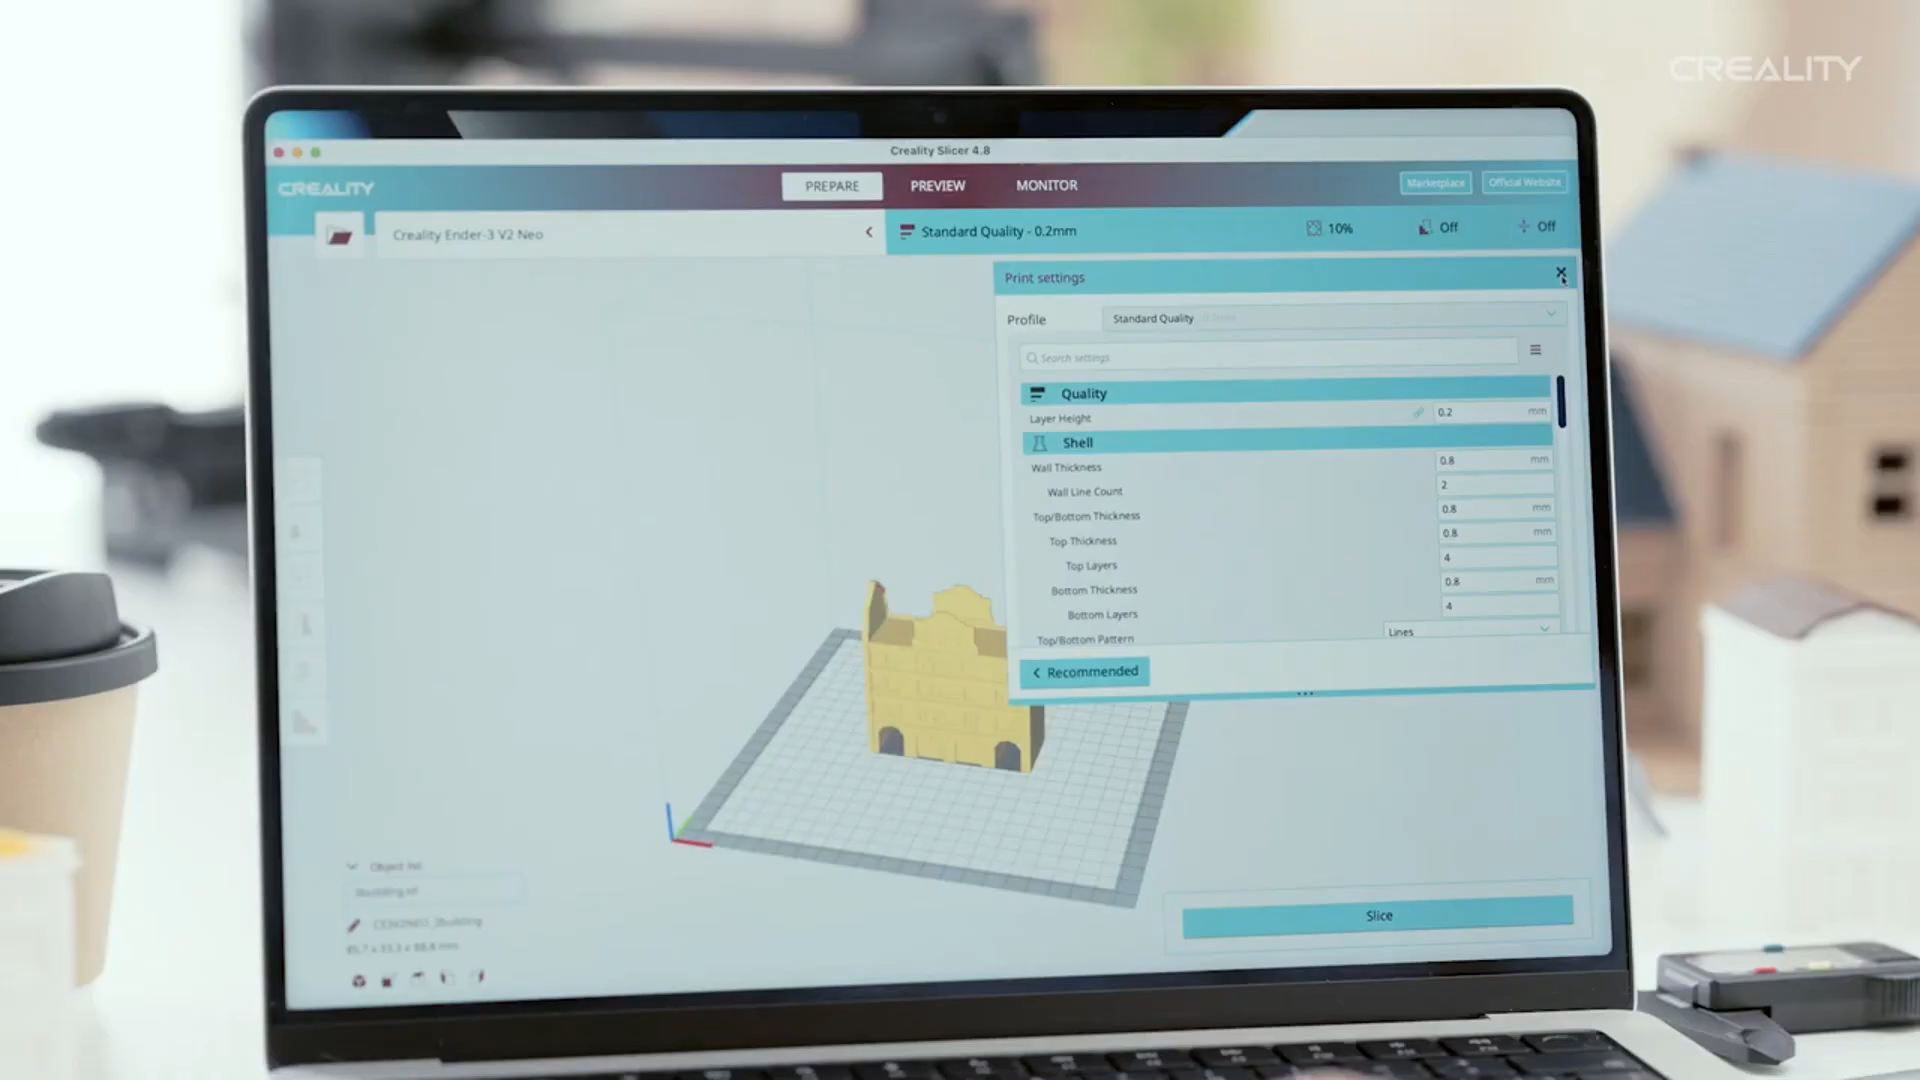 CREALITY
Creality Slicer 4.8
CREALITY
PREPARE
PREVIEW
MONITOR
Marketplace
Official Website
Creality Ender-3 V2 Neo
Standard Quality - 0.2mm
10%
Off
Off
Print settings
Profile
Standard Quality
Search settings
Quality
Layer Height
0.2 mm
Shell
Wall Thickness
0.8 mm
Wall Line Count
2
Top/Bottom Thickness
0.8 mm
Top Thickness
0.8 mm
Top Layers
4
Bottom Thickness
0.8 mm
Bottom Layers
4
Top/Bottom Pattern
Lines
Recommended
Object list
Slice